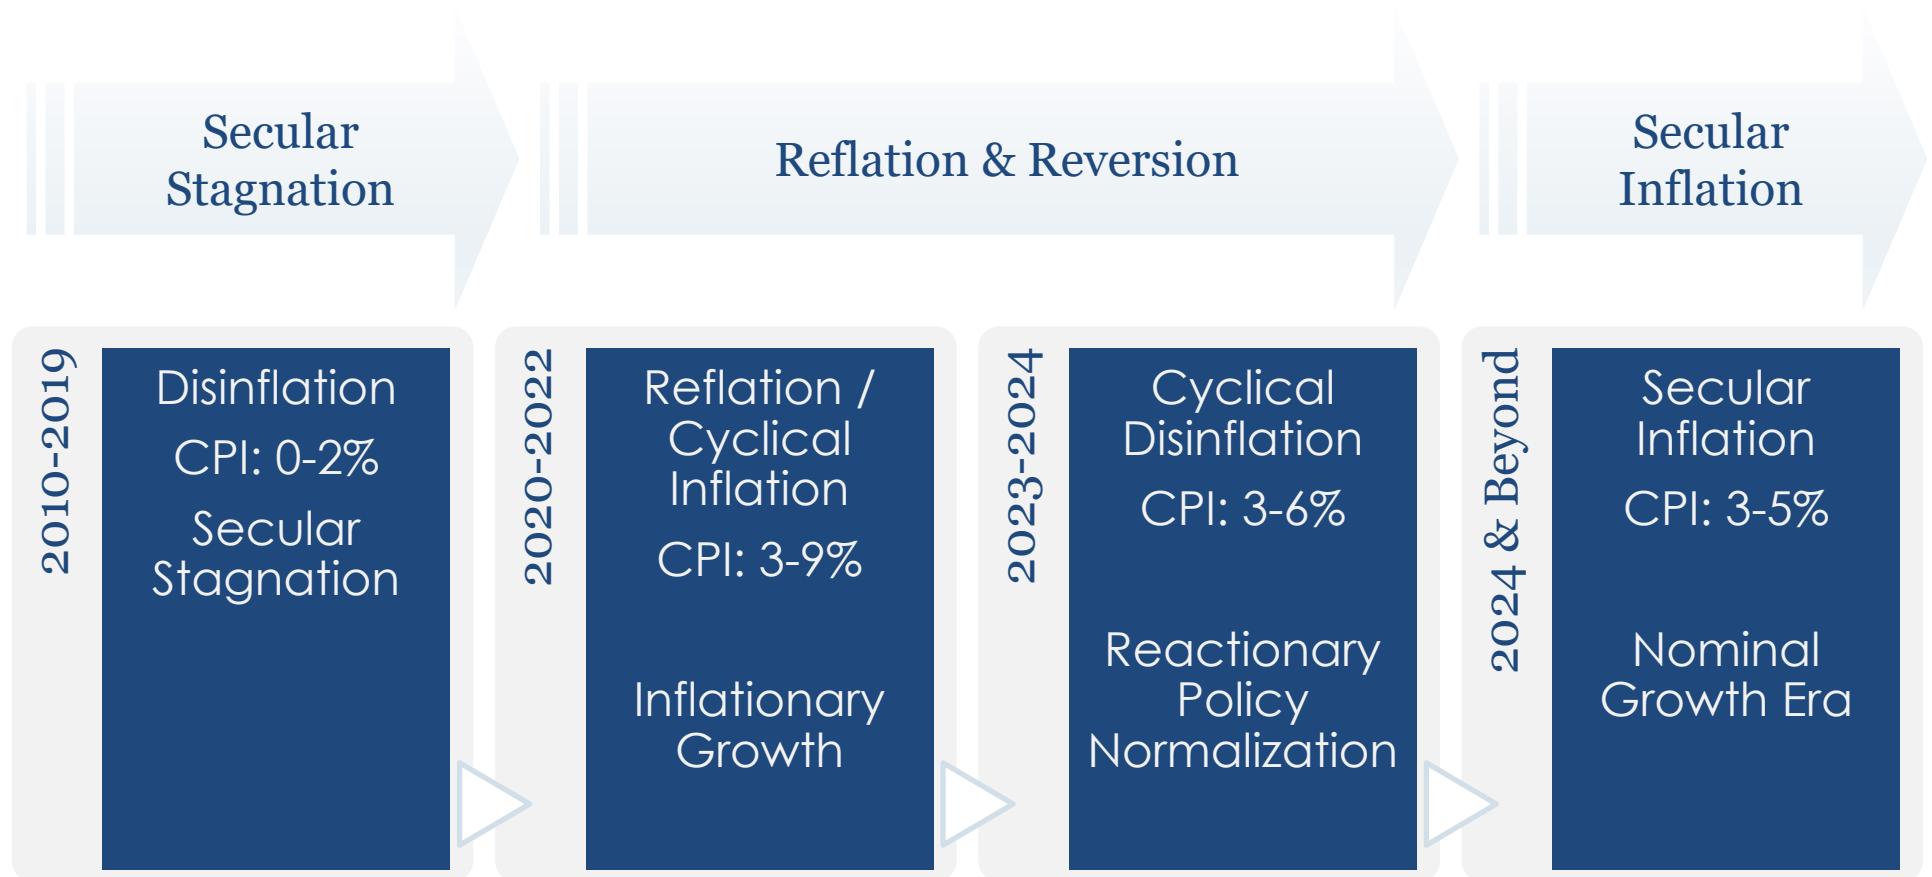 Secular
Stagnation
Reflation & Reversion
Secular
Inflation
2010-2019
Disinflation
CPI: 0-2%
Secular
Stagnation
2020-2022
Reflation /
Cyclical
Inflation
CPI: 3-9%
Inflationary
Growth
2023-2024
Cyclical
Disinflation
CPI: 3-6%
Reactionary
Policy
Normalization
2024 & Beyond
Secular
Inflation
CPI: 3-5%
Nominal
Growth Era